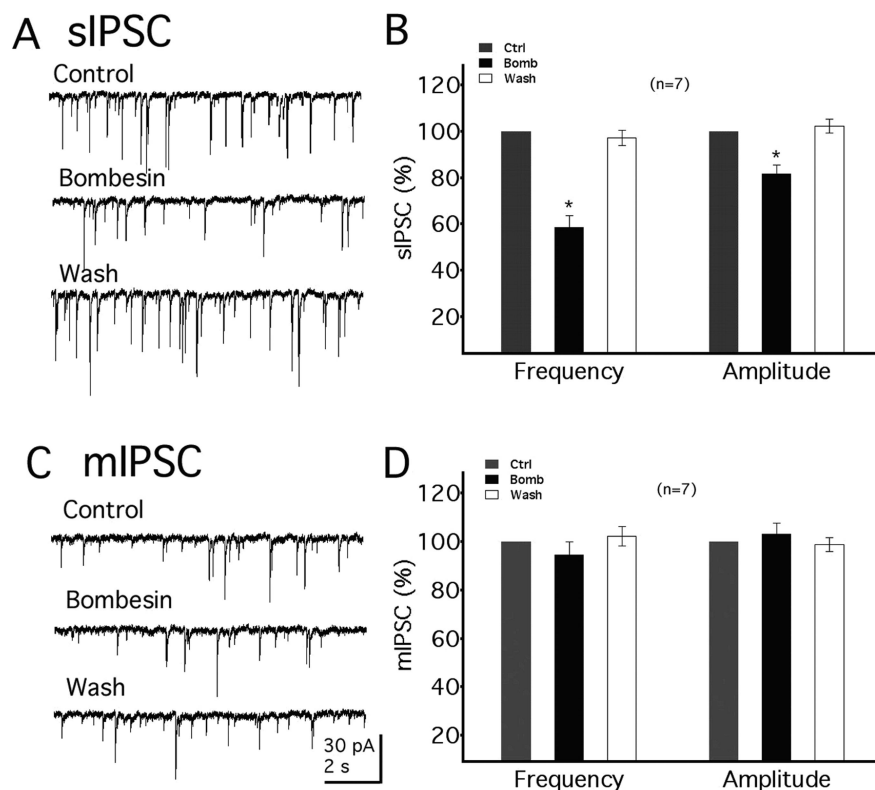 A sIPSC
Control
Bombesin
Wash
B
Ctrl
Bomb
Wash
(n=7)
120
100
80
60
40
20
sIPSC (%)
*
*
Frequency
Amplitude
C mIPSC
Control
Bombesin
Wash
30 pA
2 s
D
Ctrl
Bomb
Wash
(n=7)
120
100
80
60
40
20
mIPSC (%)
Frequency
Amplitude